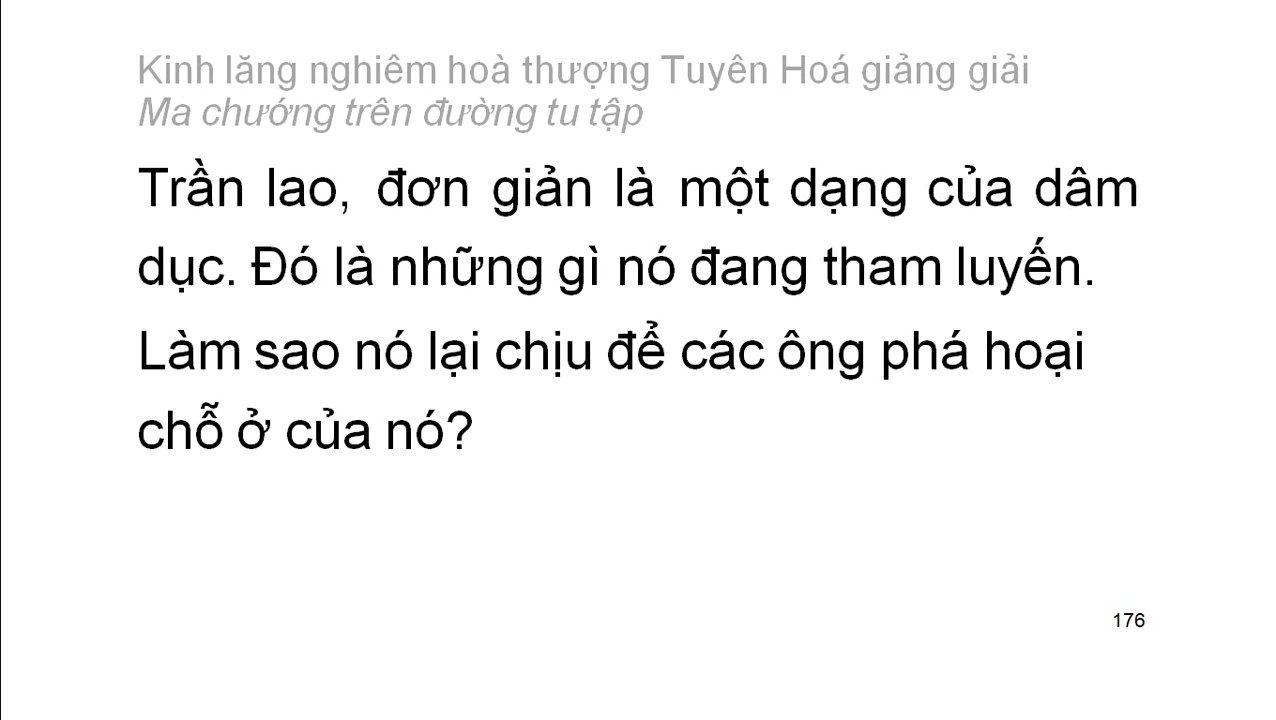 Kinh lăng nghiêm hoà thượng Tuyên Hoá giảng giải
Ma chướng trên đường tu tập
Trần lao, đơn giản là một dạng của dâm
dục. Đó là những gì nó đang tham luyến.
Làm sao nó lại chịu để các ông phá hoại
chỗ ở của nó?
176